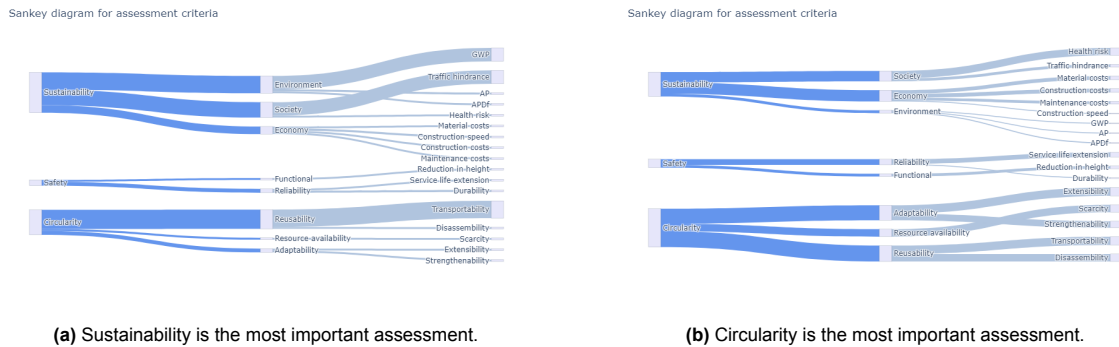 Sankey diagram for assessment criteria
GWP
Traffic hindrance
Environment
Sustainability
AP
Society
APDf
Health risk
Economy
Material costs
Construction speed
Construction costs
Maintenance costs
Reduction in height
Functional
Service life extension
Safety
Reliability
Durability
Transportability
Reusability
Circularity
Disassembility
Resource availability
Scarcity
Adaptability
Extensibility
Strengthenability
(a) Sustainability is the most important assessment.
Sankey diagram for assessment criteria
Health risk
Traffic hindrance
Society
Material costs
Sustainability
Construction costs
Economy
Maintenance costs
Environment
Construction speed
GWP
AP
APDf
Service life extension
Safety
Reliability
Reduction in height
Functional
Durability
Extensibility
Adaptability
Scarcity
Circularity
Resource availability
Strengthenability
Transportability
Reusability
Disassembility
(b) Circularity is the most important assessment.